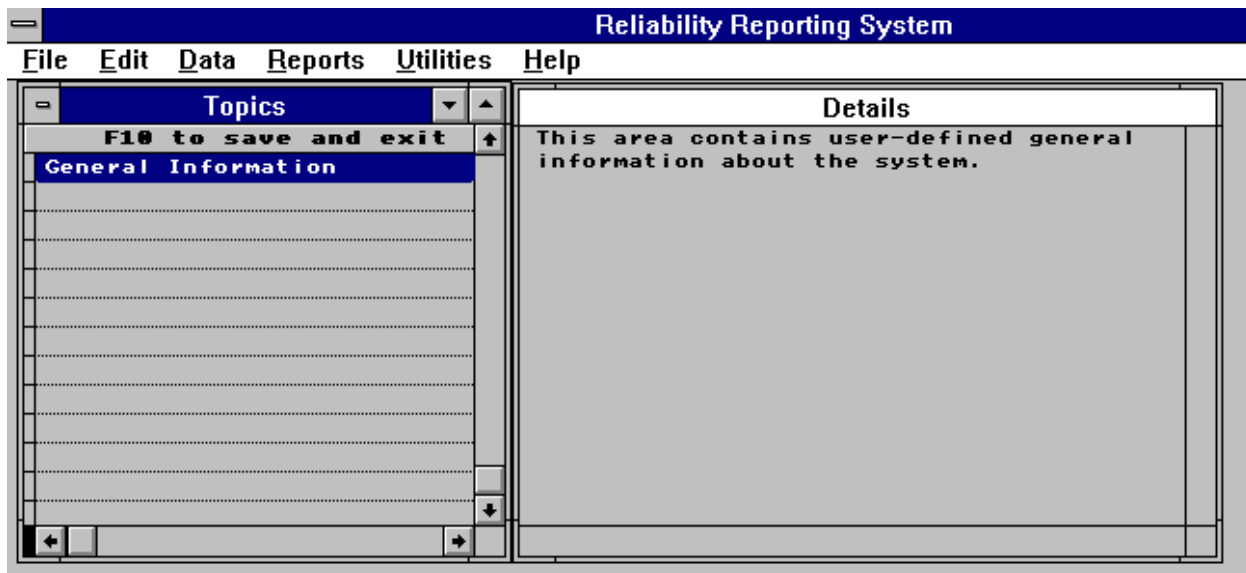 Reliability Reporting System
File Edit Data Reports Utilities Help
Topics
F10 to save and exit
General Information
Details
This area contains user-defined general
information about the system.